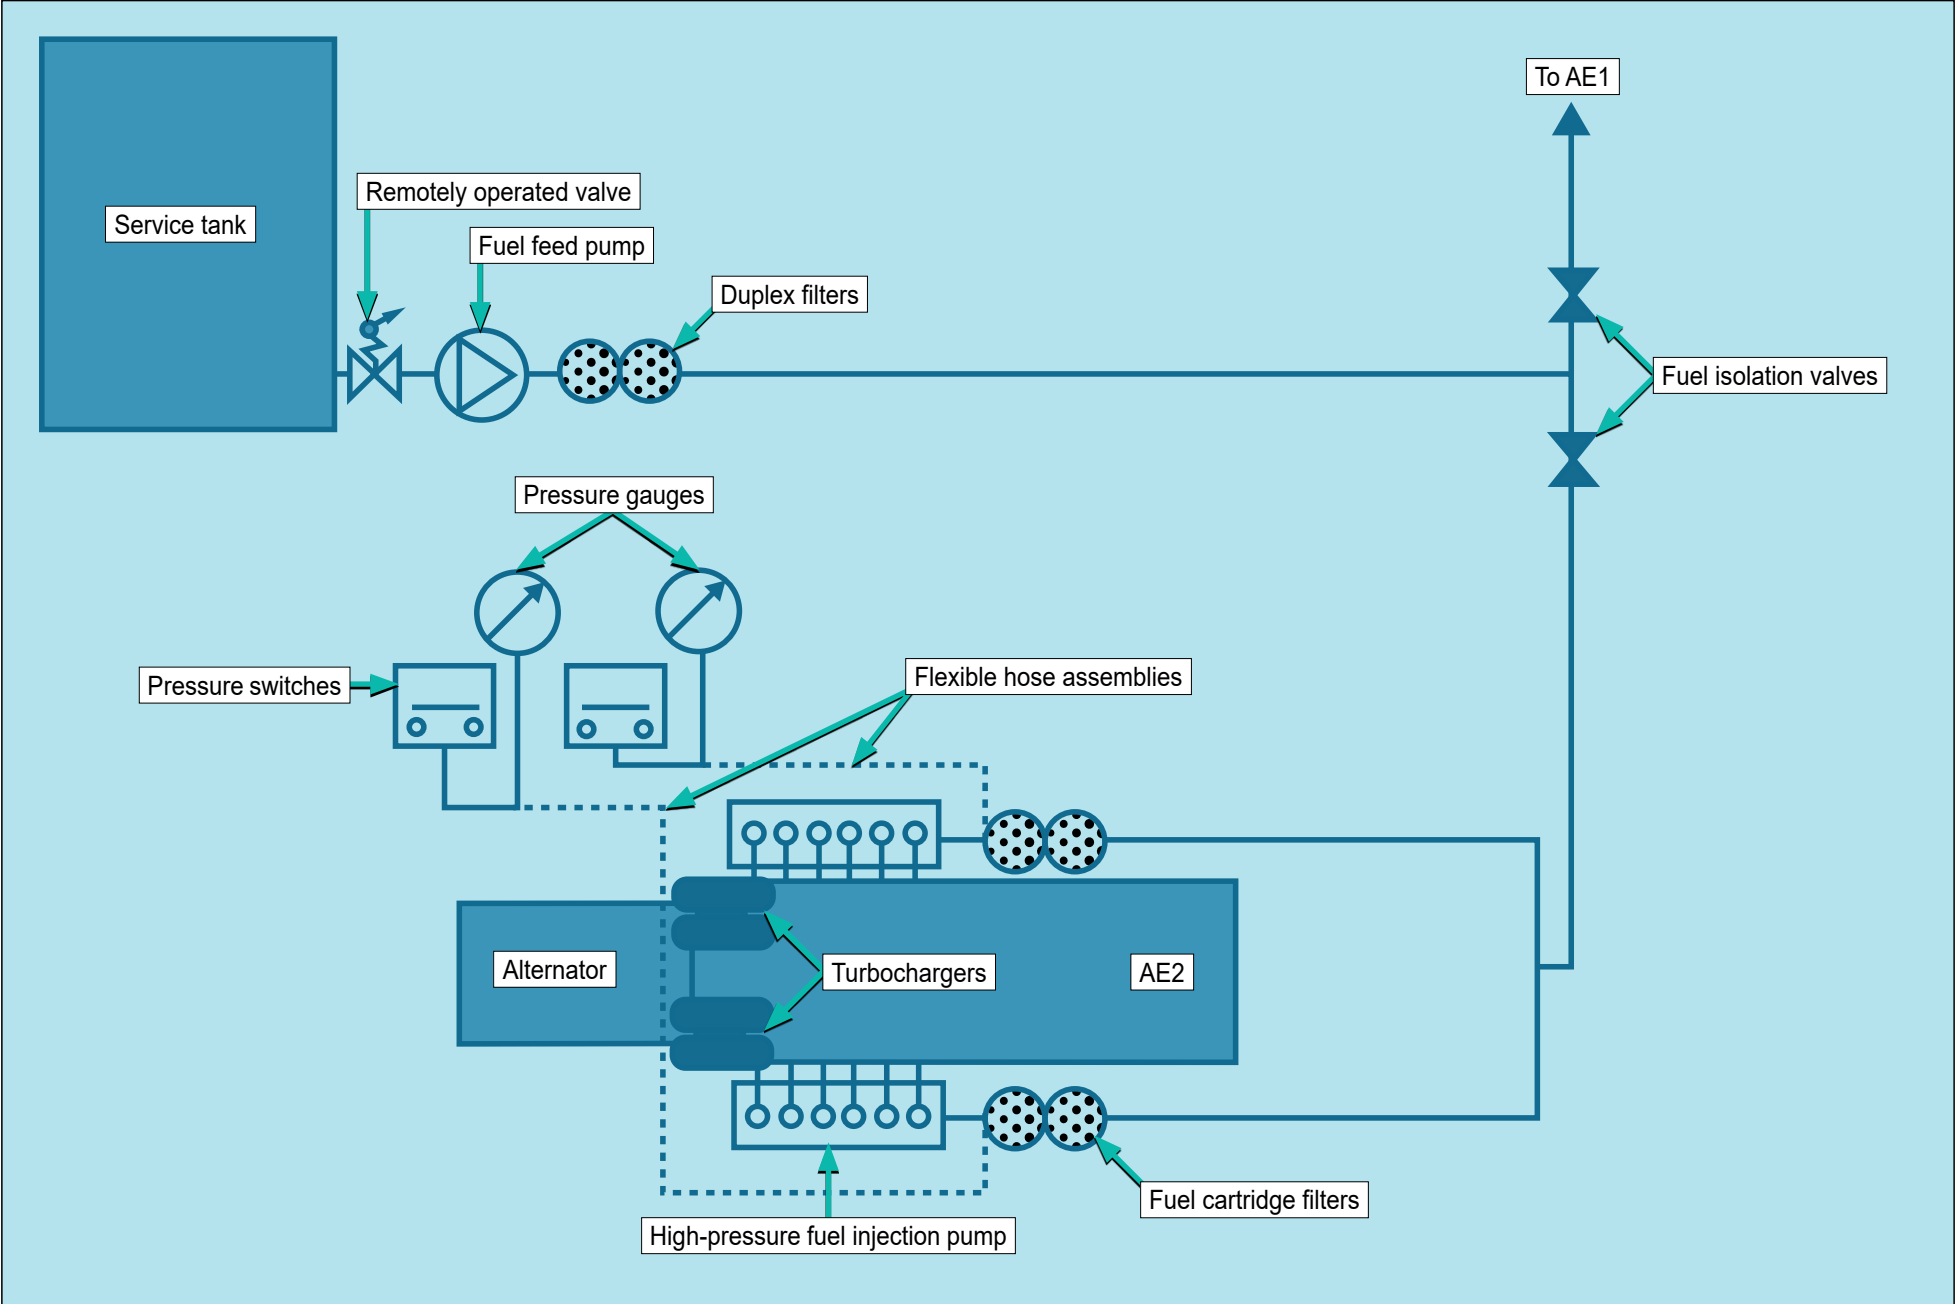 To AE1
Remotely operated valve
Service tank
Fuel feed pump
Duplex filters
Fuel isolation valves
Pressure gauges
Pressure switches
Flexible hose assemblies
Alternator
Turbochargers
AE2
Fuel cartridge filters
High-pressure fuel injection pump